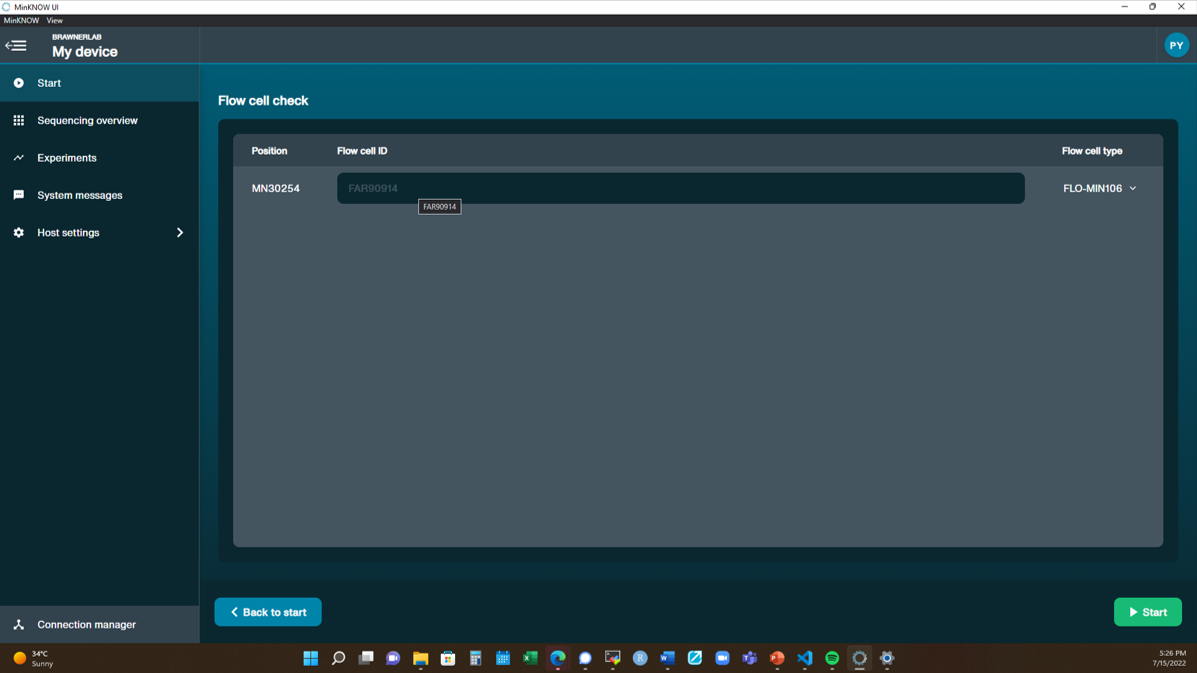 MinKNOW UI
MinKNOW View
BRAWNERLAB
My device
PY
Start
Sequencing overview
Experiments
System messages
Host settings
Connection manager
Flow cell check
Position Flow cell ID Flow cell type
MN30254 FAR90914 FLO-MIN106
FAR90914
Back to start
Start
34°C
Sunny
5:26 PM
7/15/2022